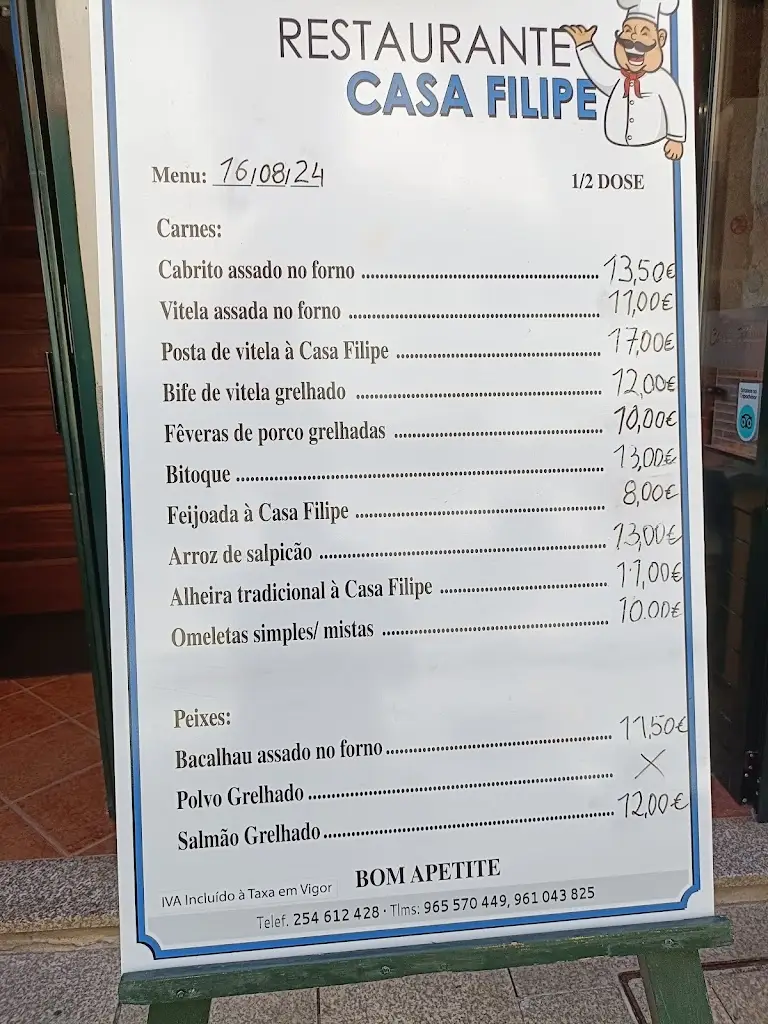 RESTAURANTE
CASA FILIPE
Menu: 16/08/24 1/2 DOSE
Carnes:
Cabrito assado no forno ........ 13,50€
Vitela assada no forno ........ 11,00€
Posta de vitela à Casa Filipe ........ 17,00€
Bife de vitela grelhado ........ 12,00€
Fêveras de porco grelhadas ........ 10,00€
Bitoque ........ 13,00€
Feijoada à Casa Filipe ........ 8,00€
Arroz de salpicão ........ 13,00€
Alheira tradicional à Casa Filipe ........ 11,00€
Omeletas simples/ mistas ........ 10.00€
Peixes:
Bacalhau assado no forno ........ 11,50€
Polvo Grelhado ........ X
Salmão Grelhado ........ 12,00€
BOM APETITE
IVA Incluído à Taxa em Vigor
Telef. 254 612 428 · Tlms: 965 570 449, 961 043 825